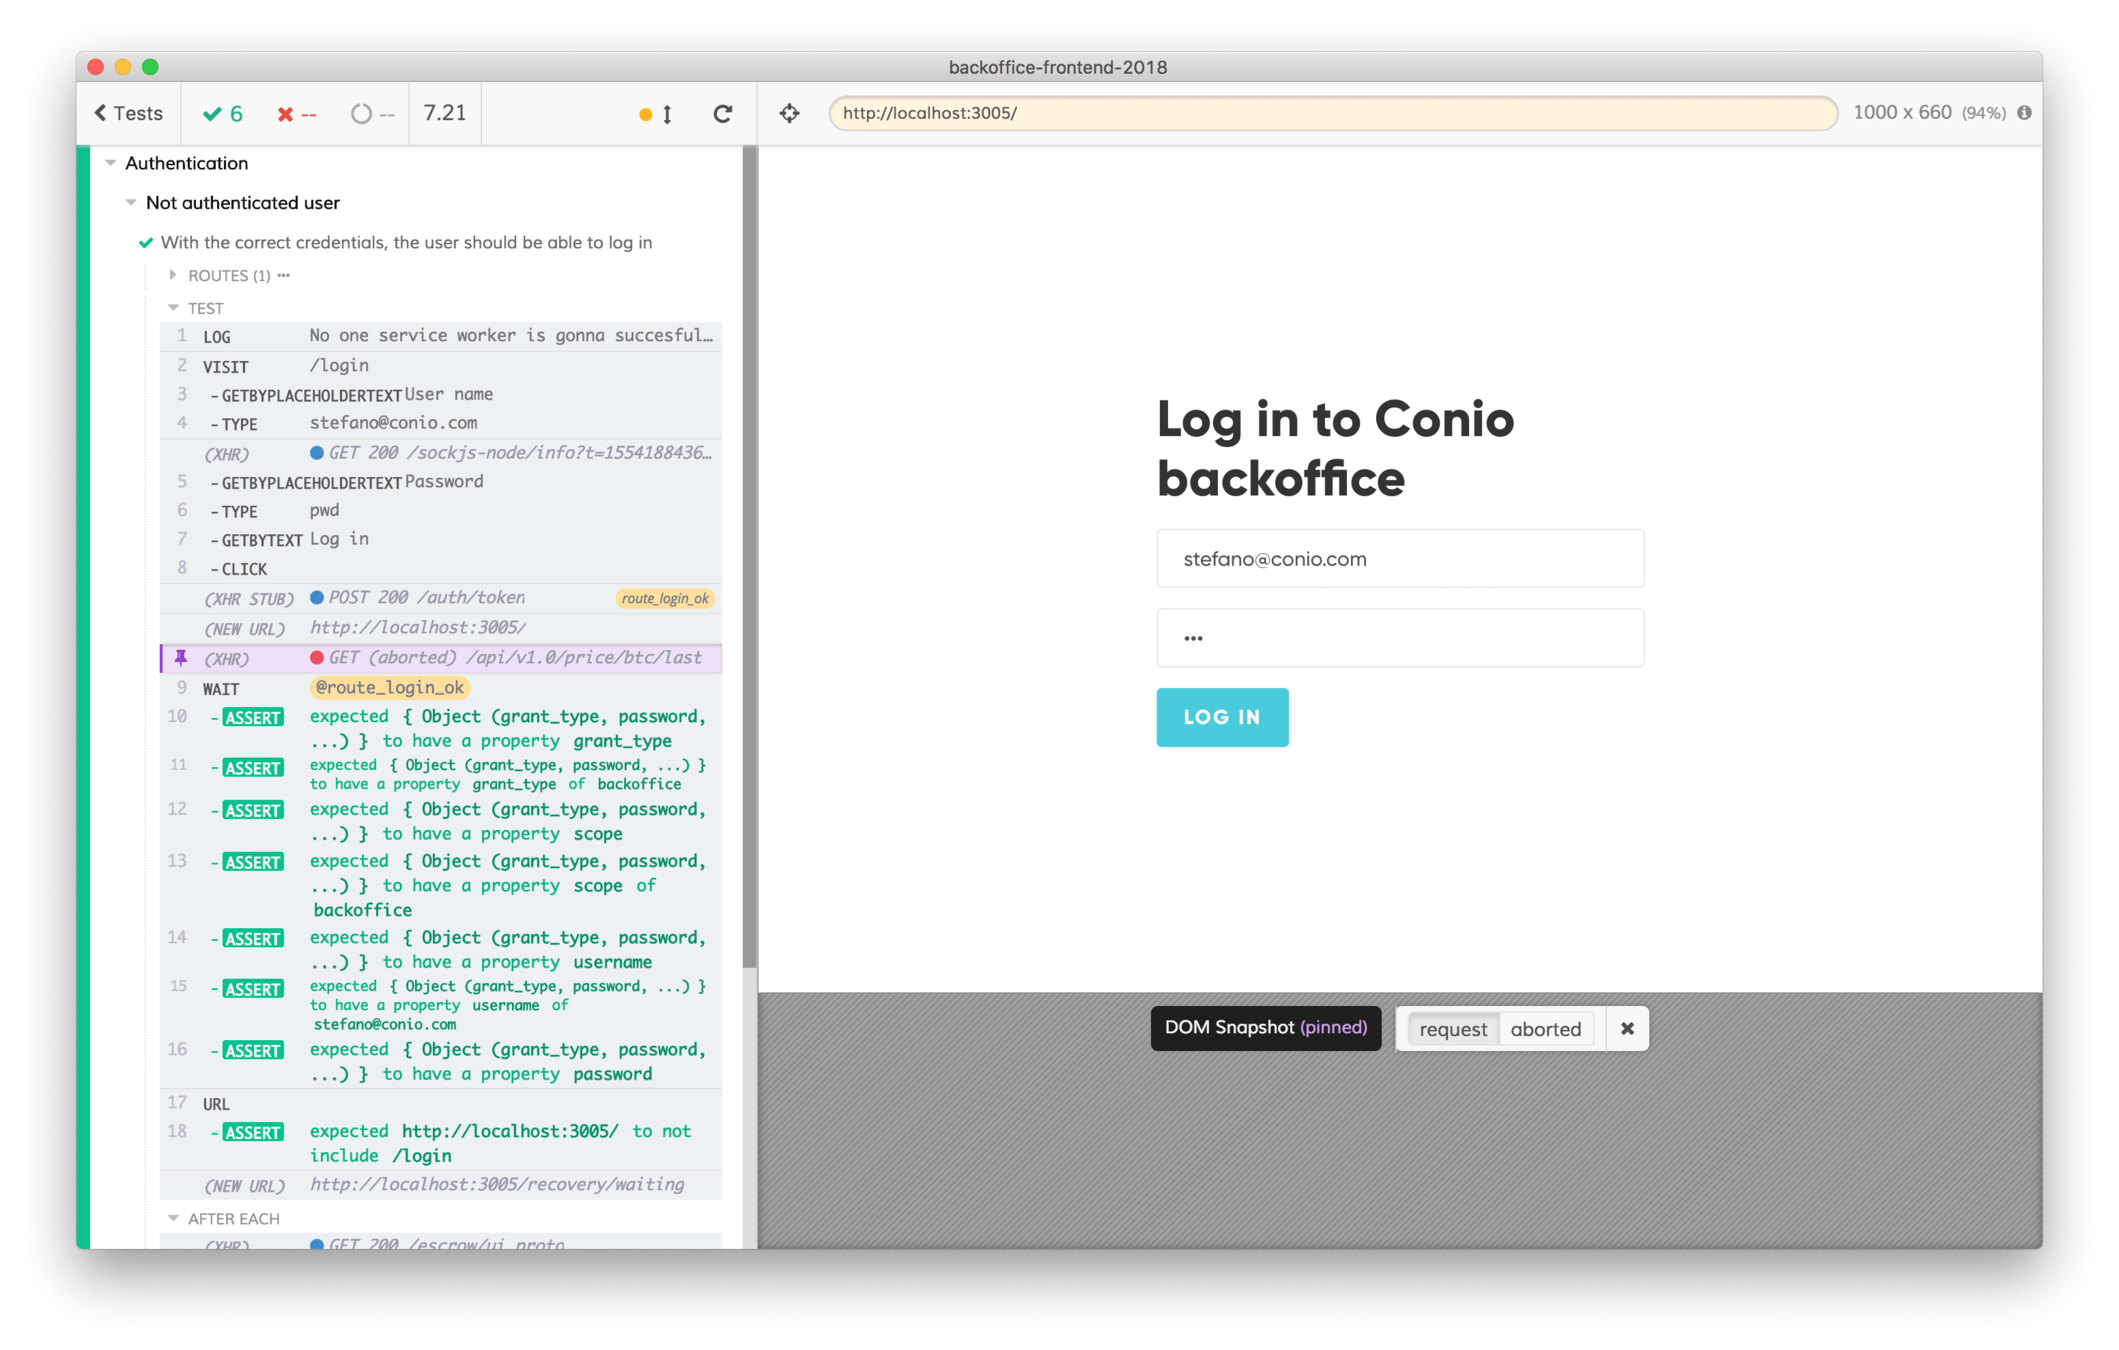 backoffice-frontend-2018
Tests 6 -- -- 7.21
http://localhost:3005/ 1000 x 660 (94%)
Authentication
Not authenticated user
With the correct credentials, the user should be able to log in
ROUTES (1) •••
TEST
1 LOG No one service worker is gonna succesful…
2 VISIT /login
3 -GETBYPLACEHOLDERTEXT User name
4 -TYPE stefano@conio.com
(XHR) GET 200 /sockjs-node/info?t=1554188436…
5 -GETBYPLACEHOLDERTEXT Password
6 -TYPE pwd
7 -GETBYTEXT Log in
8 -CLICK
(XHR STUB) POST 200 /auth/token route_login_ok
(NEW URL) http://localhost:3005/
(XHR) GET (aborted) /api/v1.0/price/btc/last
9 WAIT @route_login_ok
10 -ASSERT expected { Object (grant_type, password,
...) } to have a property grant_type
11 -ASSERT expected { Object (grant_type, password, ...) }
to have a property grant_type of backoffice
12 -ASSERT expected { Object (grant_type, password,
...) } to have a property scope
13 -ASSERT expected { Object (grant_type, password,
...) } to have a property scope of
backoffice
14 -ASSERT expected { Object (grant_type, password,
...) } to have a property username
15 -ASSERT expected { Object (grant_type, password, ...) }
to have a property username of
stefano@conio.com
16 -ASSERT expected { Object (grant_type, password,
...) } to have a property password
17 URL
18 -ASSERT expected http://localhost:3005/ to not
include /login
(NEW URL) http://localhost:3005/recovery/waiting
AFTER EACH
(XHR) GET 200 /escrow/ui_proto
Log in to Conio
backoffice
stefano@conio.com
•••
LOG IN
DOM Snapshot (pinned) request aborted